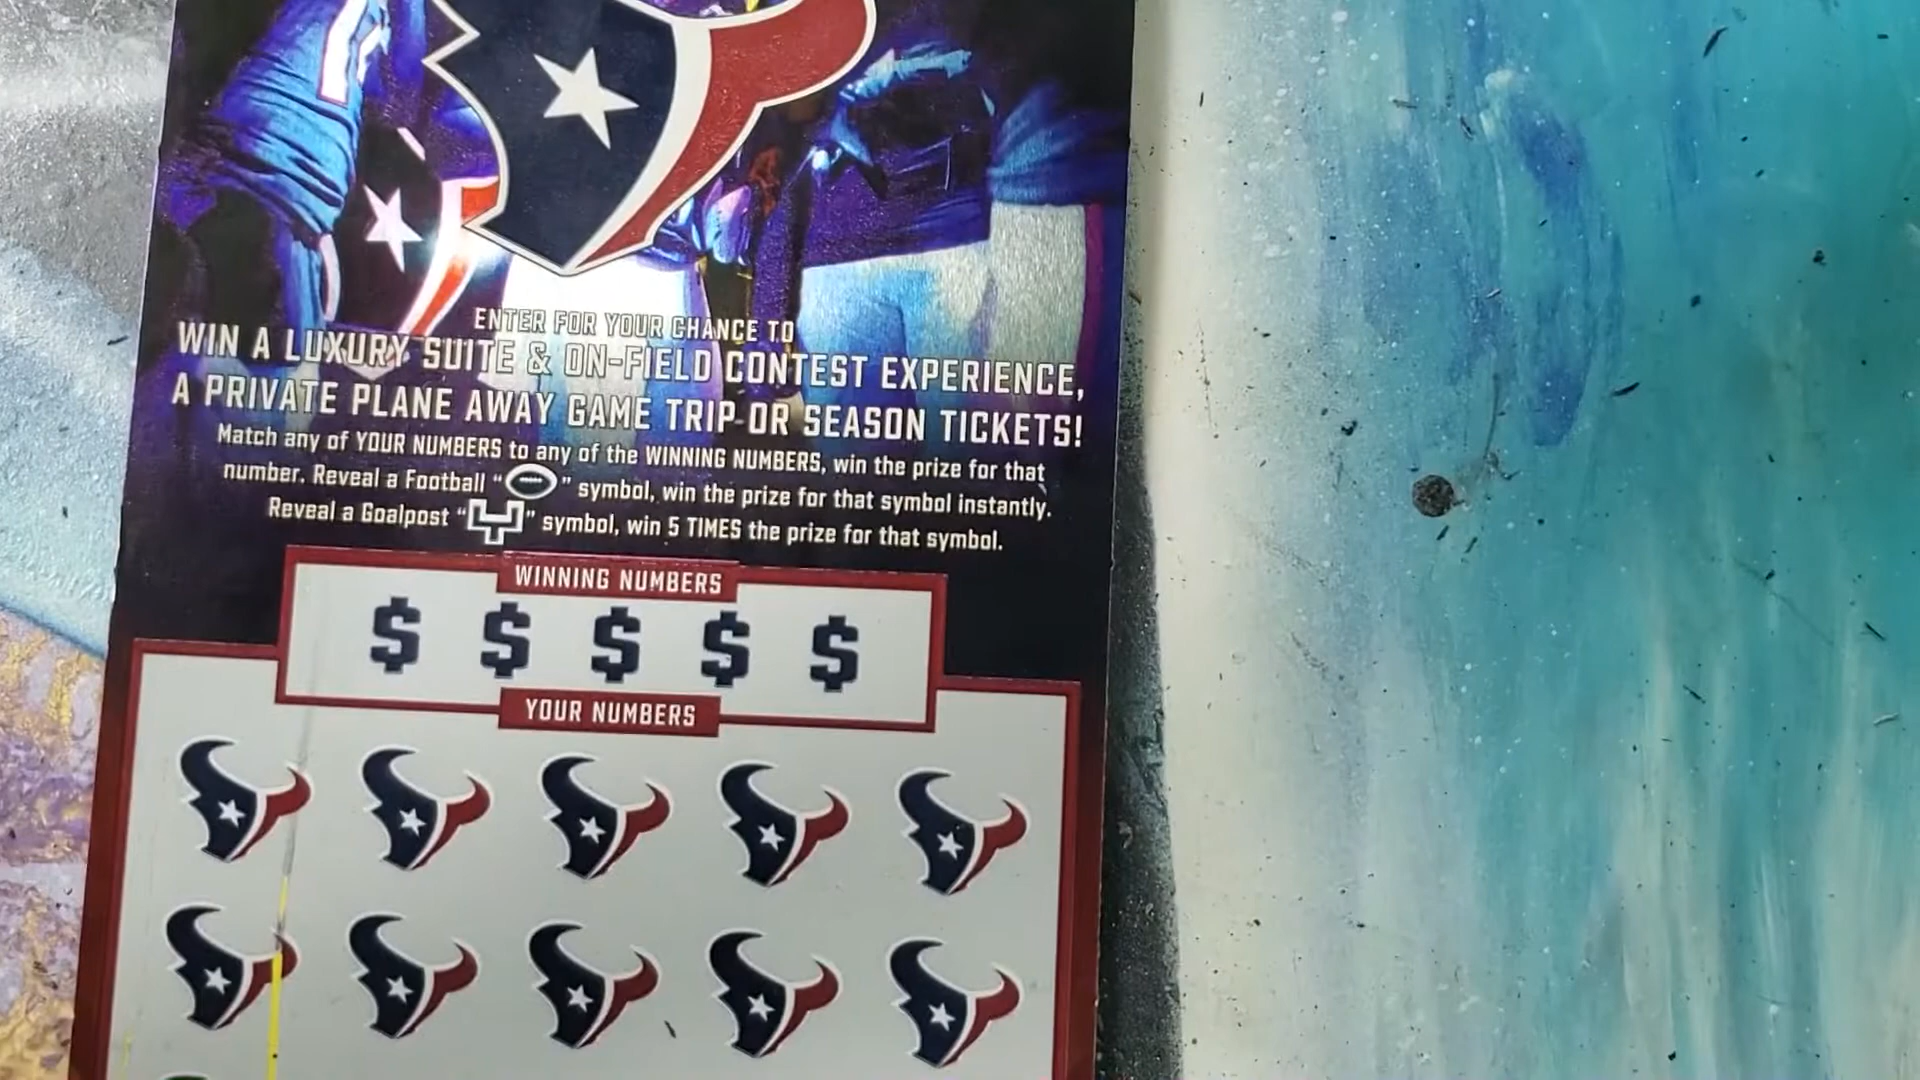 ENTER FOR YOUR CHANCE TO
WIN A LUXURY SUITE & ON-FIELD CONTEST EXPERIENCE,
A PRIVATE PLANE AWAY GAME TRIP OR SEASON TICKETS!
Match any of YOUR NUMBERS to any of the WINNING NUMBERS, win the prize for that
number. Reveal a Football “ ” symbol, win the prize for that symbol instantly.
Reveal a Goalpost “ ” symbol, win 5 TIMES the prize for that symbol.
WINNING NUMBERS
$ $ $ $ $
YOUR NUMBERS